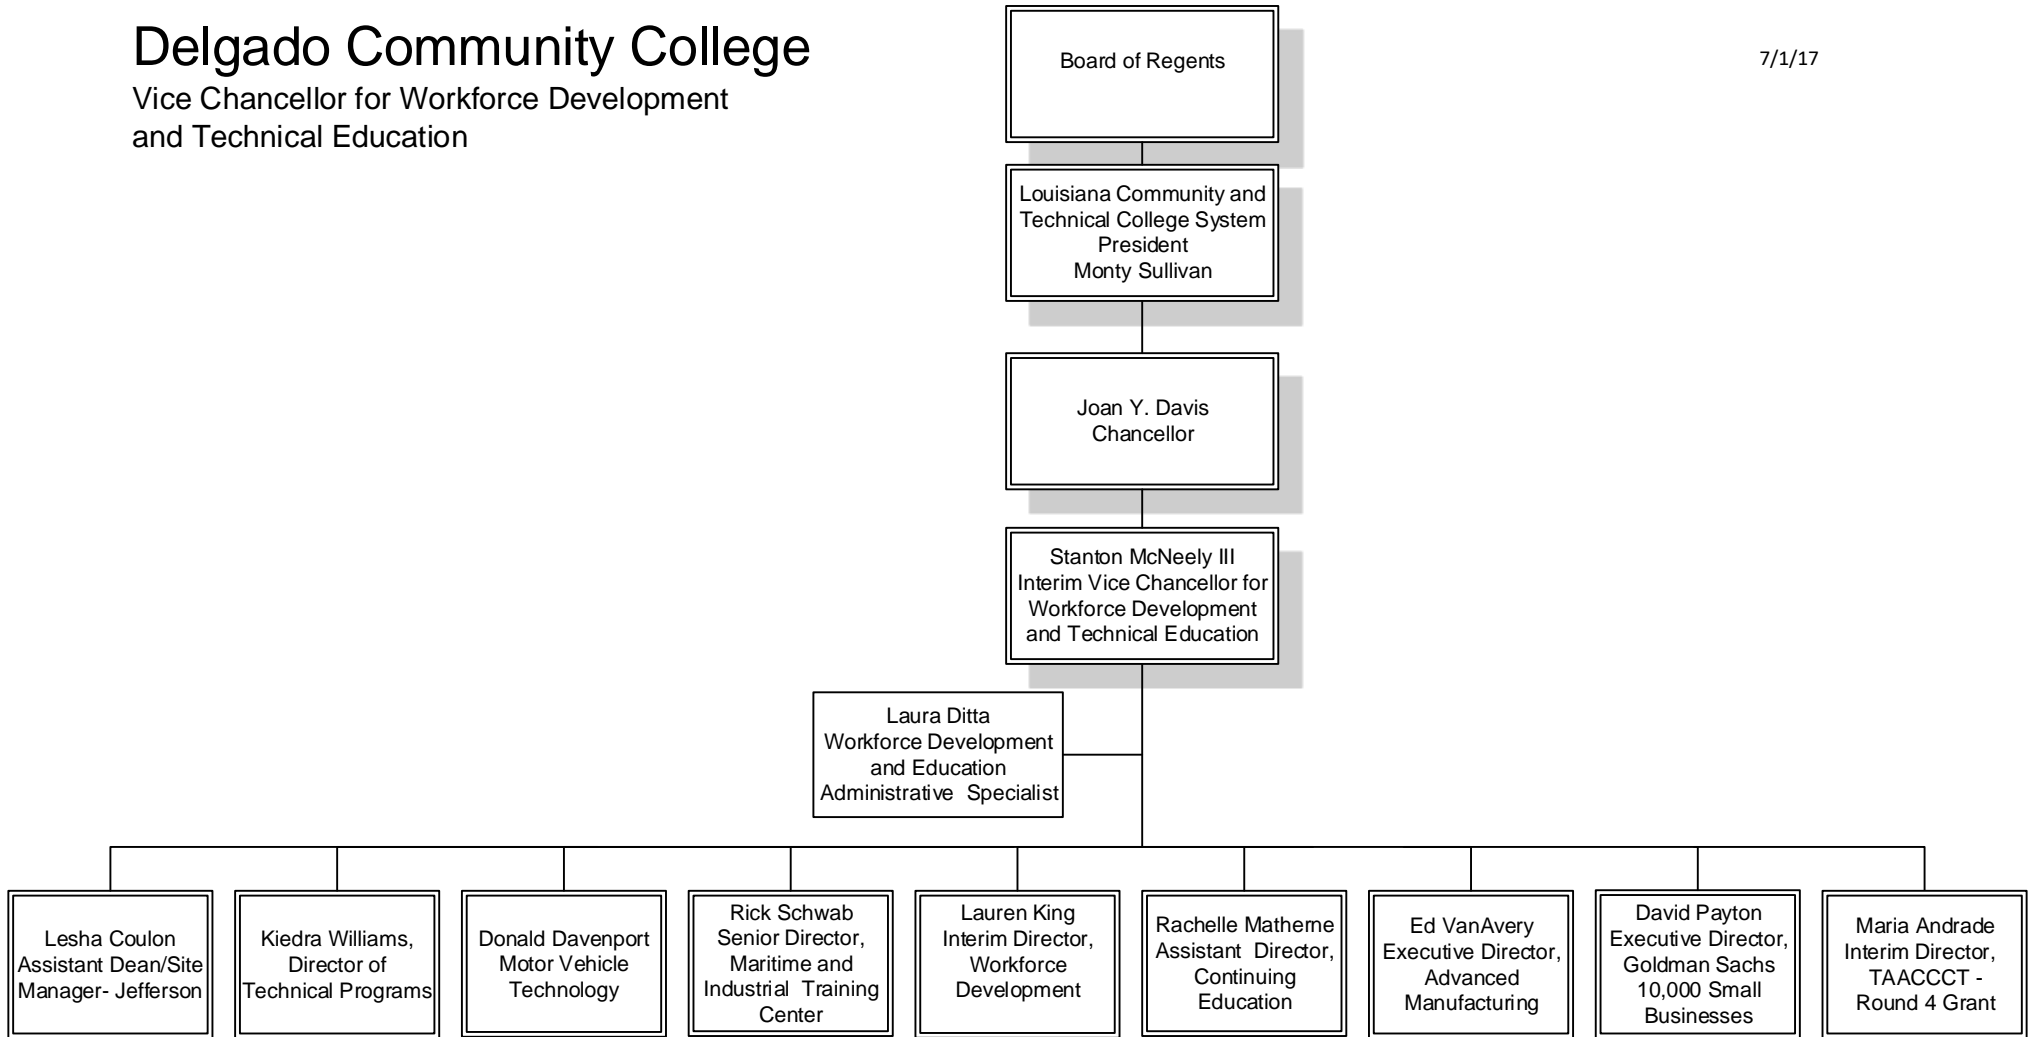 Delgado Community College
Vice Chancellor for Workforce Development
and Technical Education
7/1/17
Board of Regents
Louisiana Community and
Technical College System
President
Monty Sullivan
Joan Y. Davis
Chancellor
Stanton McNeely III
Interim Vice Chancellor for
Workforce Development
and Technical Education
Laura Ditta
Workforce Development
and Education
Administrative  Specialist
Lesha Coulon
Assistant Dean/Site
Manager- Jefferson
Kiedra Williams,
Director of
Technical Programs
Donald Davenport
Motor Vehicle
Technology
Rick Schwab
Senior Director,
Maritime and
Industrial  Training
Center
Lauren King
Interim Director,
Workforce
Development
Rachelle Matherne
Assistant  Director,
Continuing
Education
Ed VanAvery
Executive Director,
Advanced
Manufacturing
David Payton
Executive Director,
Goldman Sachs
10,000 Small
Businesses
Maria Andrade
Interim Director,
TAACCCT -
Round 4 Grant